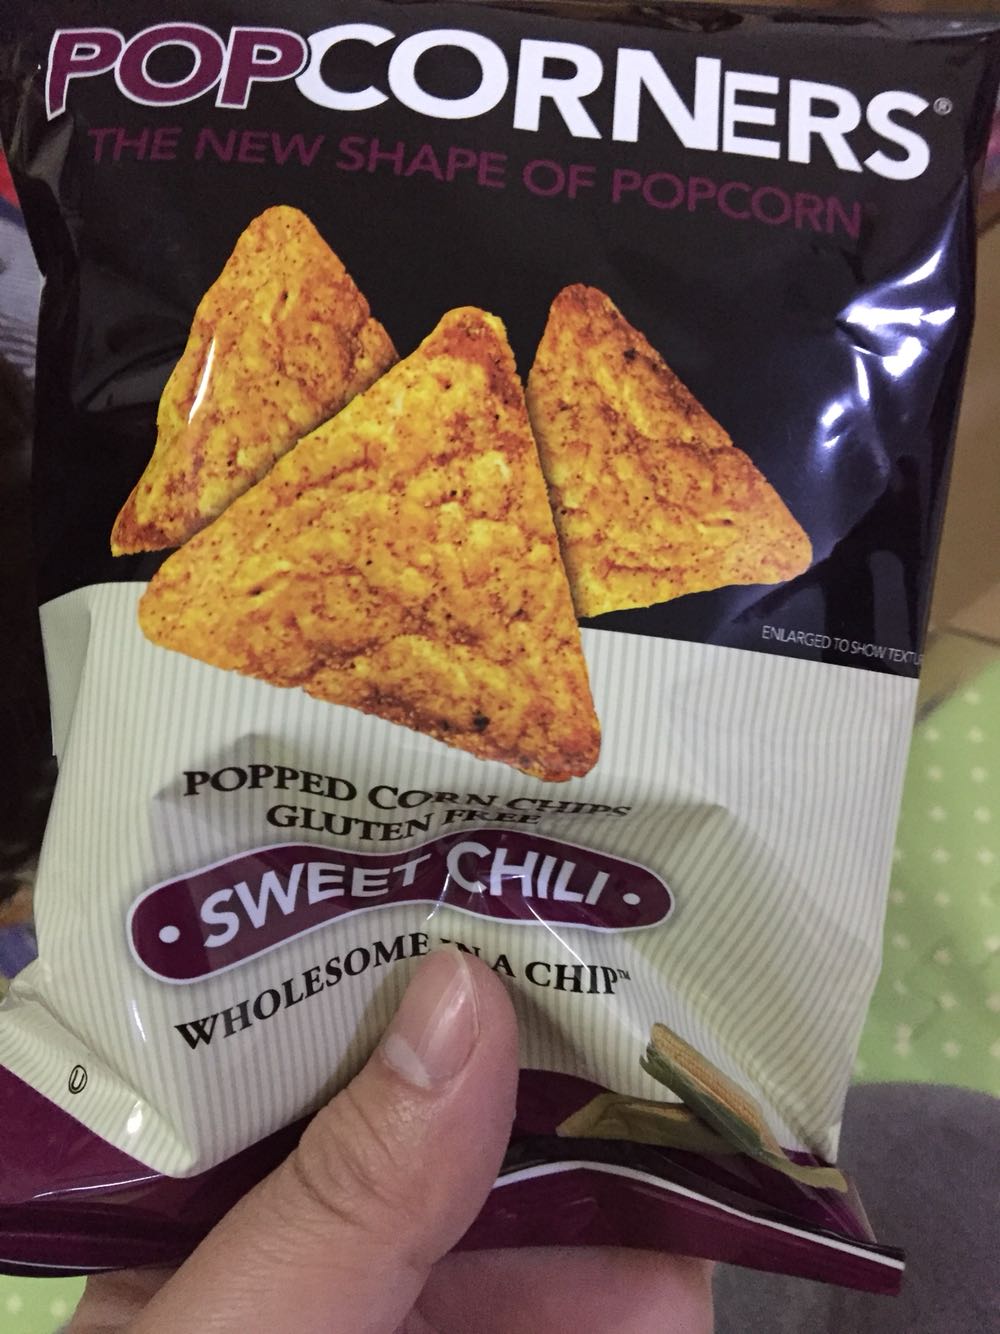 POPCORNERS®
THE NEW SHAPE OF POPCORN
ENLARGED TO SHOW TEXTU
POPPED CORN CHIPS
GLUTEN FREE
• SWEET CHILI •
WHOLESOME IN A CHIP™
U